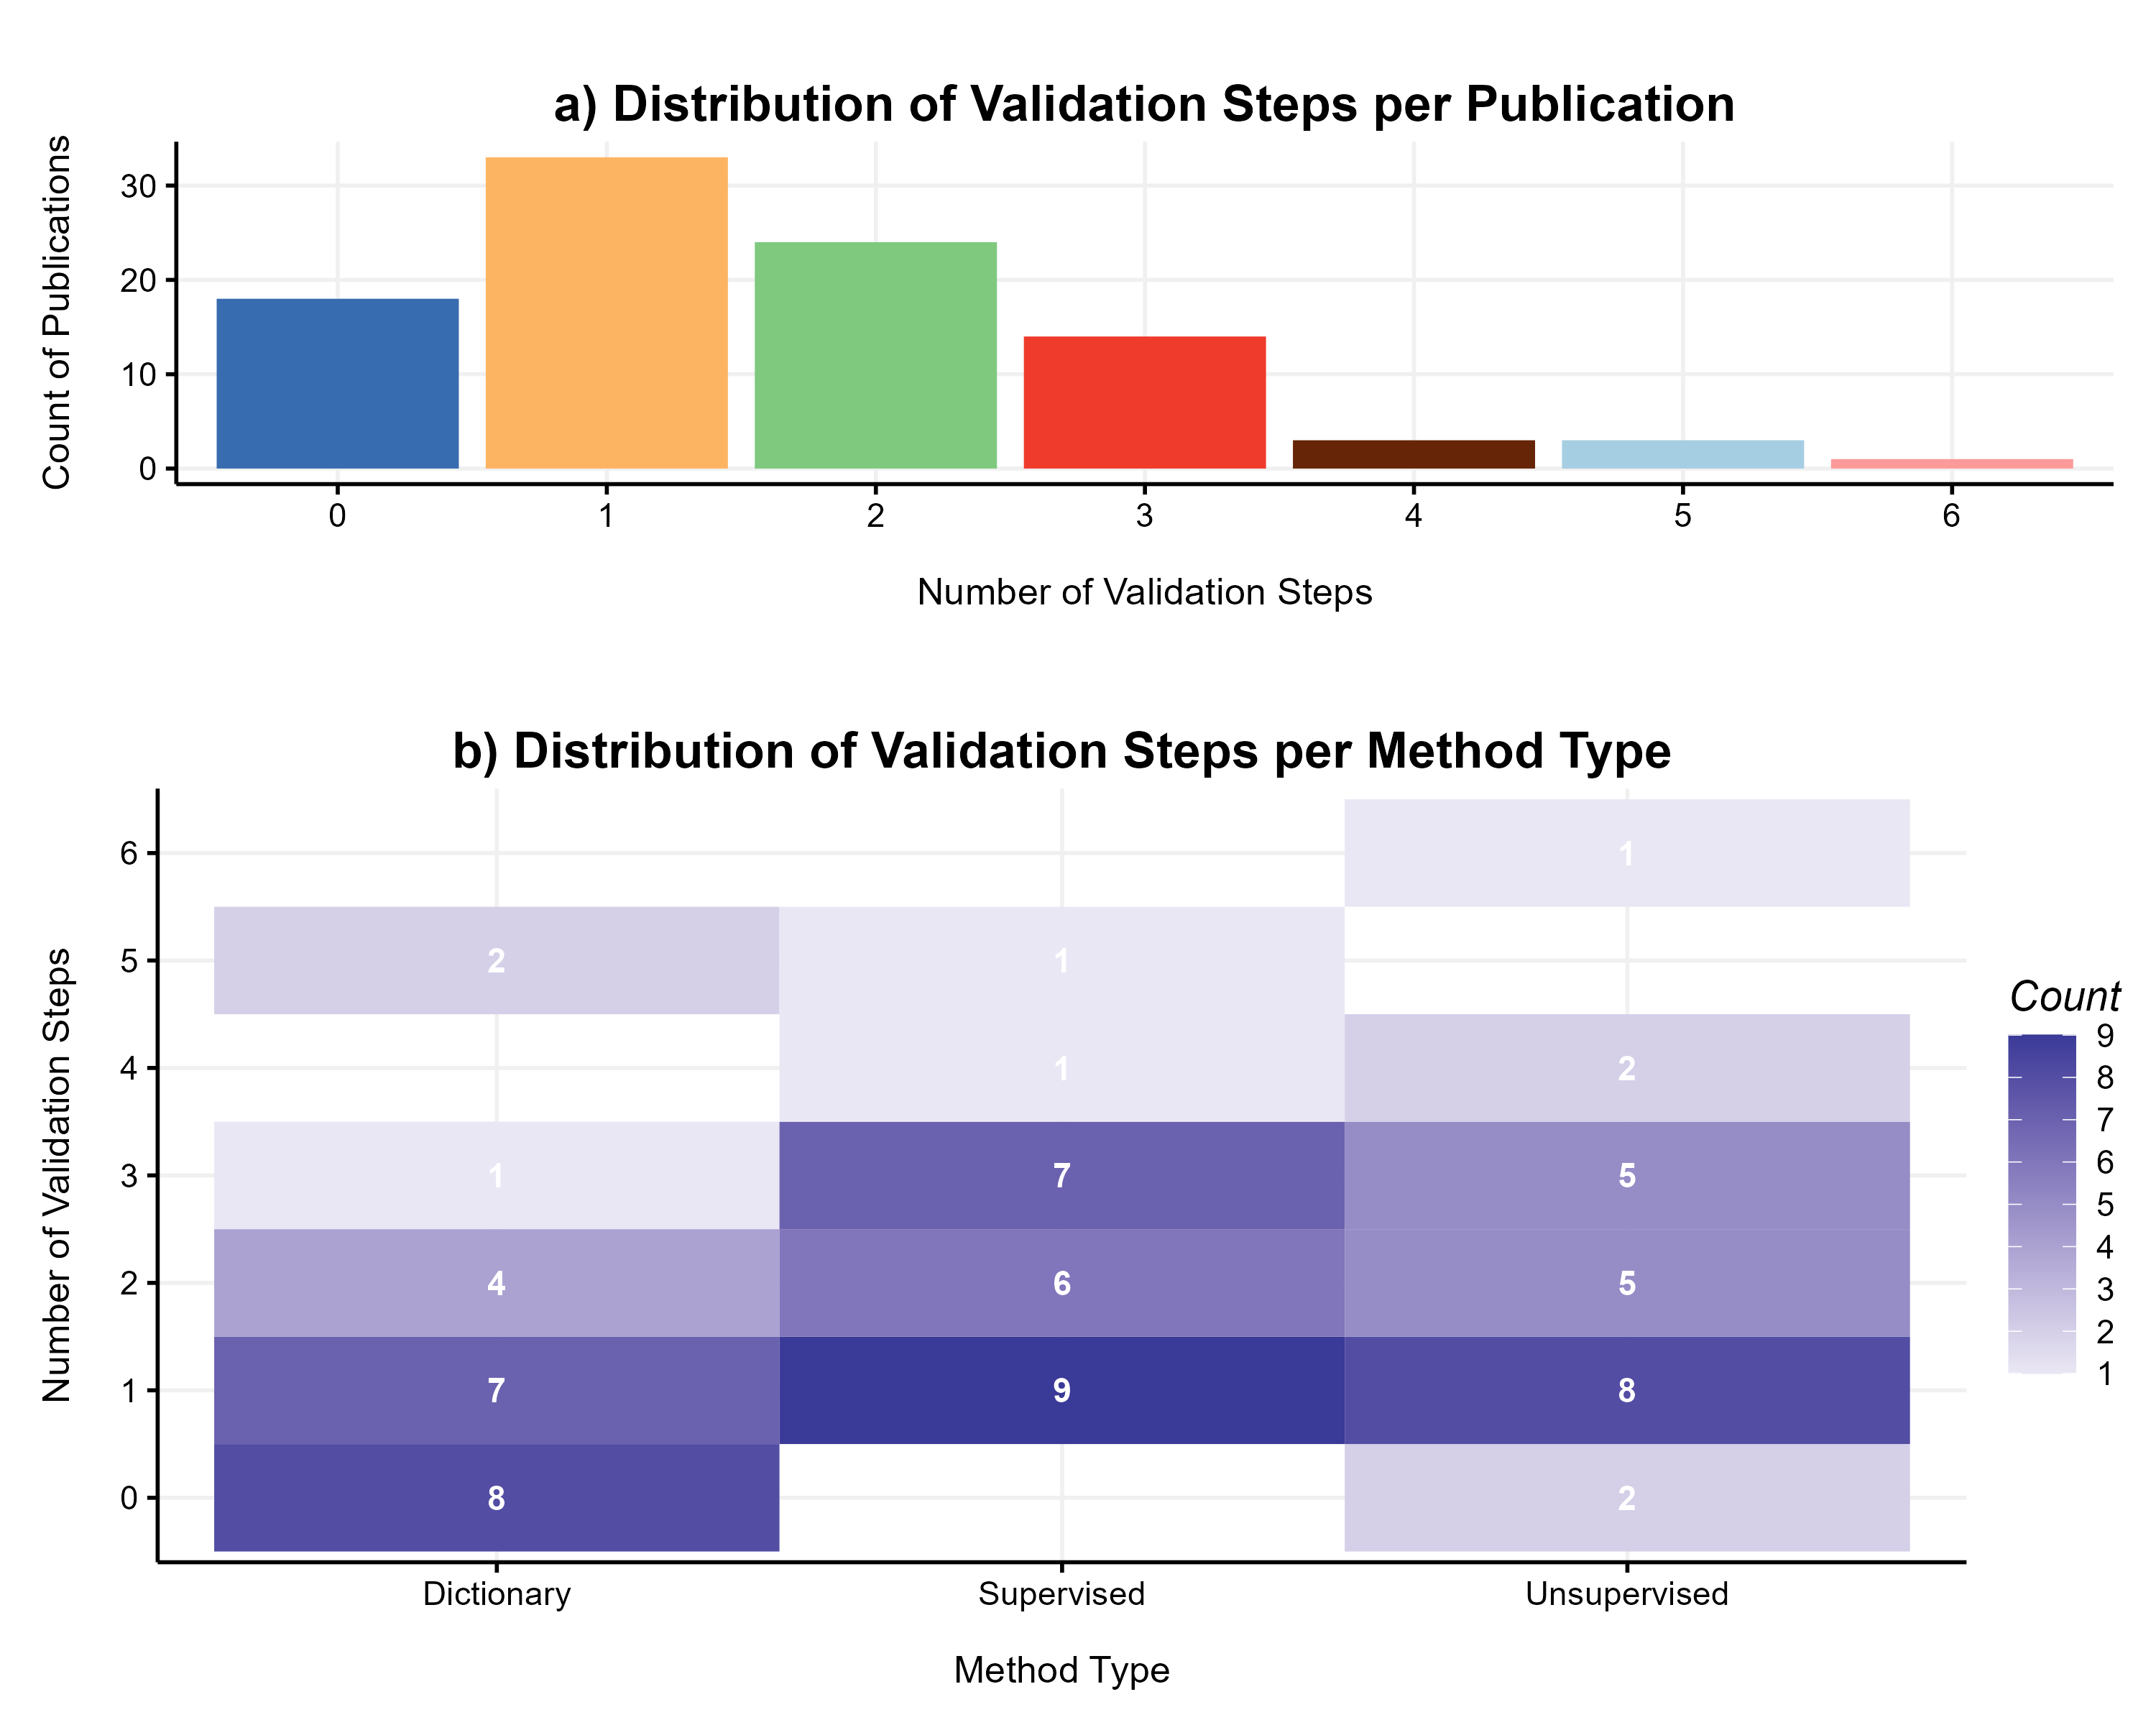 a) Distribution of Validation Steps per Publication
Count of Publications
30
20
10
0
0 1 2 3 4 5 6
Number of Validation Steps
b) Distribution of Validation Steps per Method Type
Number of Validation Steps
6 1
5 2 1
4 1 2
3 1 7 5
2 4 6 5
1 7 9 8
0 8 2
Dictionary Supervised Unsupervised
Method Type
Count
9
8
7
6
5
4
3
2
1